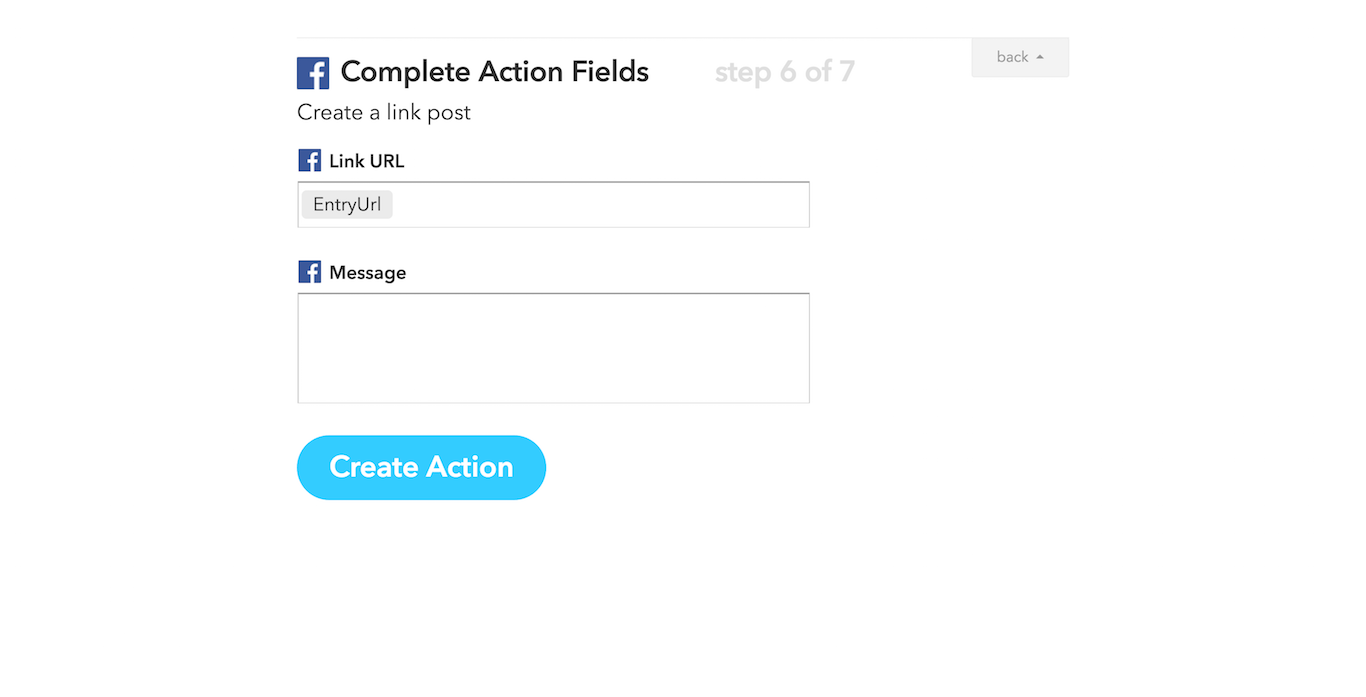 Complete Action Fields step 6 of 7 back
Create a link post
Link URL
EntryUrl
Message
Create Action